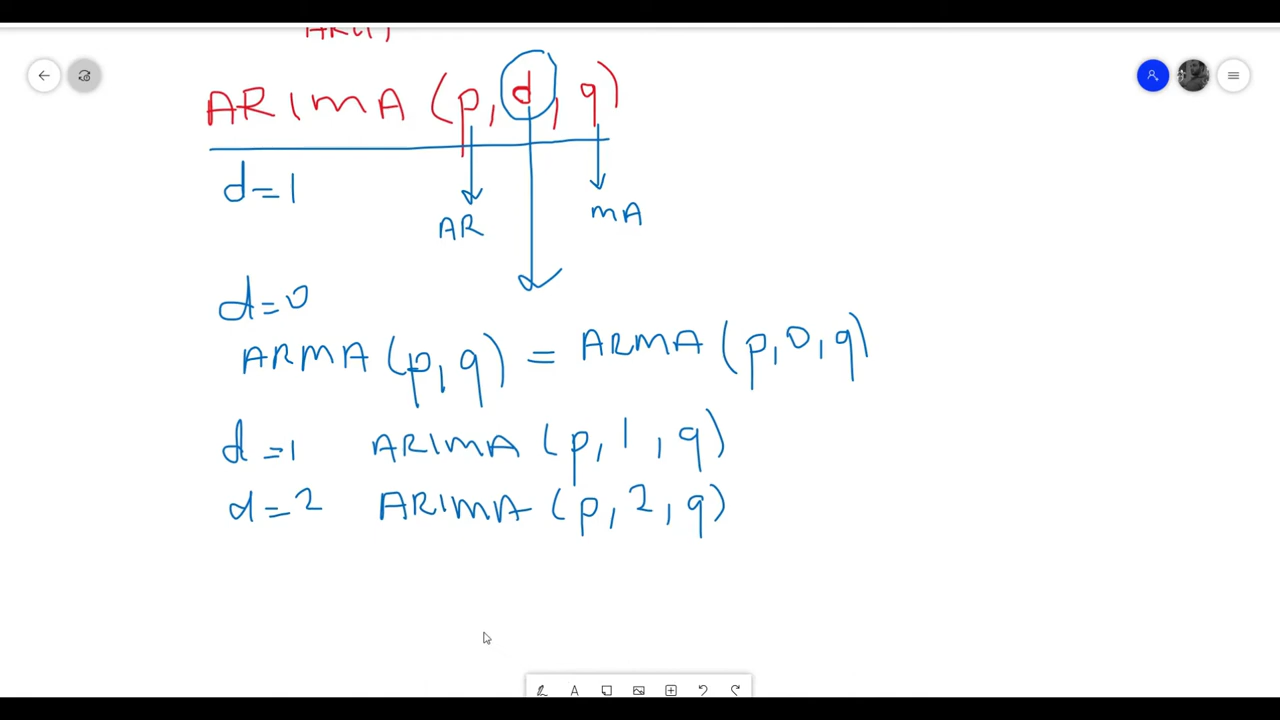 ARIMA (p, d, q)
d=1
AR
MA
d=0
ARMA (p, q) = ARMA (p, 0, q)
d=1 ARIMA (p, 1, q)
d=2 ARIMA (p, 2, q)